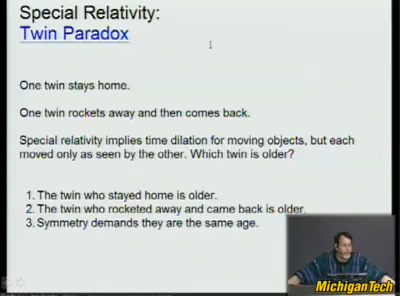 Special Relativity:
Twin Paradox
One twin stays home.
One twin rockets away and then comes back.
Special relativity implies time dilation for moving objects, but each
moved only as seen by the other. Which twin is older?
1. The twin who stayed home is older.
2. The twin who rocketed away and came back is older.
3. Symmetry demands they are the same age.
MichiganTech